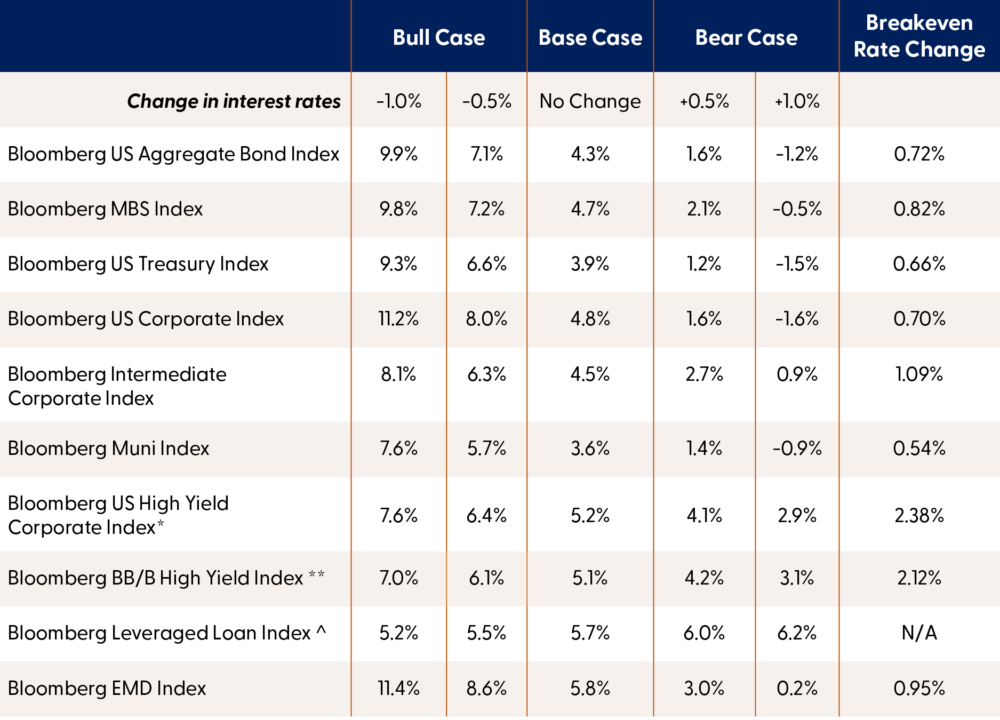 Bull Case Base Case Bear Case Breakeven
Rate Change
Change in interest rates -1.0% -0.5% No Change +0.5% +1.0%
Bloomberg US Aggregate Bond Index 9.9% 7.1% 4.3% 1.6% -1.2% 0.72%
Bloomberg MBS Index 9.8% 7.2% 4.7% 2.1% -0.5% 0.82%
Bloomberg US Treasury Index 9.3% 6.6% 3.9% 1.2% -1.5% 0.66%
Bloomberg US Corporate Index 11.2% 8.0% 4.8% 1.6% -1.6% 0.70%
Bloomberg Intermediate 8.1% 6.3% 4.5% 2.7% 0.9% 1.09%
Corporate Index
Bloomberg Muni Index 7.6% 5.7% 3.6% 1.4% -0.9% 0.54%
Bloomberg US High Yield
Corporate Index* 7.6% 6.4% 5.2% 4.1% 2.9% 2.38%
Bloomberg BB/B High Yield Index ** 7.0% 6.1% 5.1% 4.2% 3.1% 2.12%
Bloomberg Leveraged Loan Index ^ 5.2% 5.5% 5.7% 6.0% 6.2% N/A
Bloomberg EMD Index 11.4% 8.6% 5.8% 3.0% 0.2% 0.95%